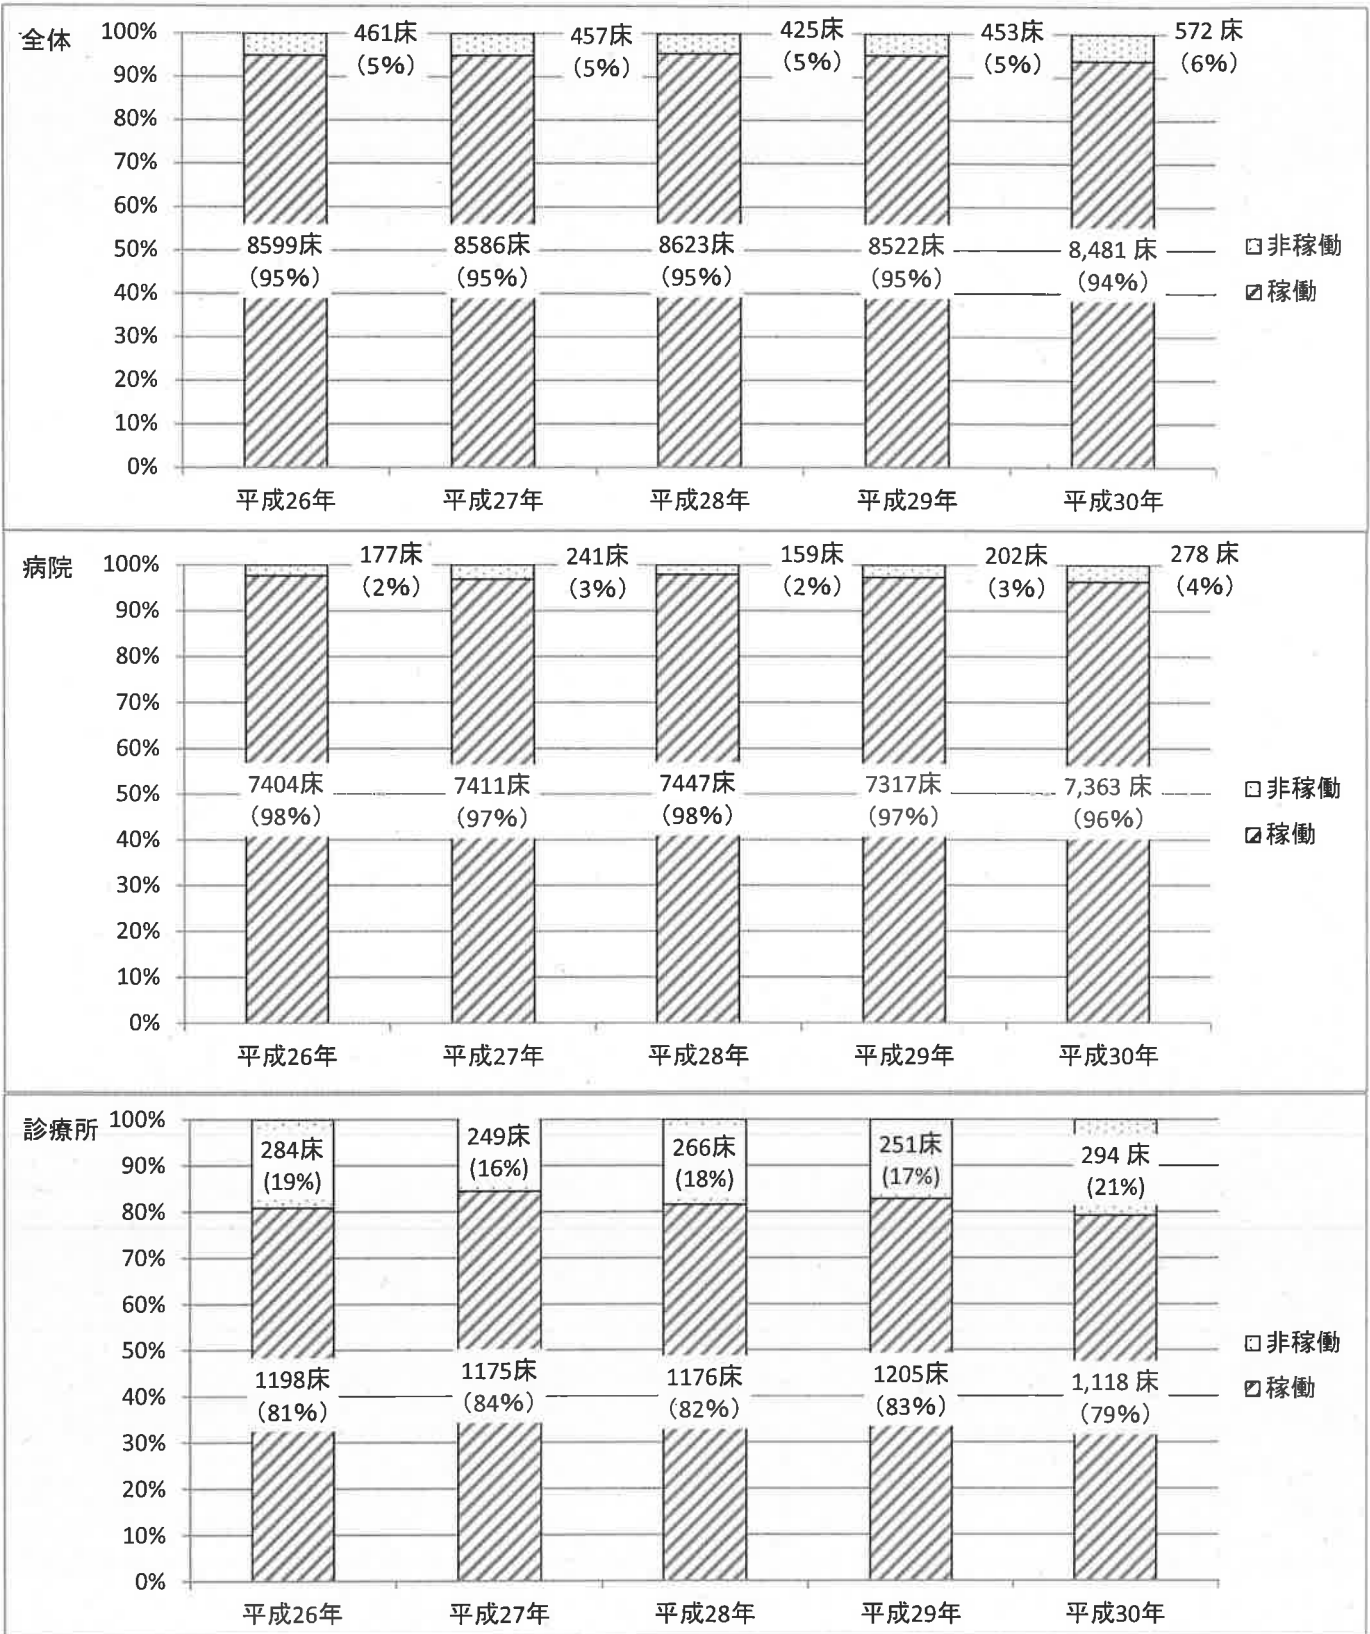 全体
100%
90%
80%
70%
60%
50%
40%
30%
20%
10%
0%
461床
(5%)
457床
(5%)
425床
(5%)
453床
(5%)
572 床
(6%)
8599床
(95%)
8586床
(95%)
8623床
(95%)
8522床
(95%)
8,481 床
(94%)
非稼働
稼働
平成26年
平成27年
平成28年
平成29年
平成30年
病院
100%
90%
80%
70%
60%
50%
40%
30%
20%
10%
0%
177床
(2%)
241床
(3%)
159床
(2%)
202床
(3%)
278 床
(4%)
7404床
(98%)
7411床
(97%)
7447床
(98%)
7317床
(97%)
7,363 床
(96%)
非稼働
稼働
平成26年
平成27年
平成28年
平成29年
平成30年
診療所
100%
90%
80%
70%
60%
50%
40%
30%
20%
10%
0%
284床
(19%)
249床
(16%)
266床
(18%)
251床
(17%)
294 床
(21%)
1198床
(81%)
1175床
(84%)
1176床
(82%)
1205床
(83%)
1,118 床
(79%)
非稼働
稼働
平成26年
平成27年
平成28年
平成29年
平成30年